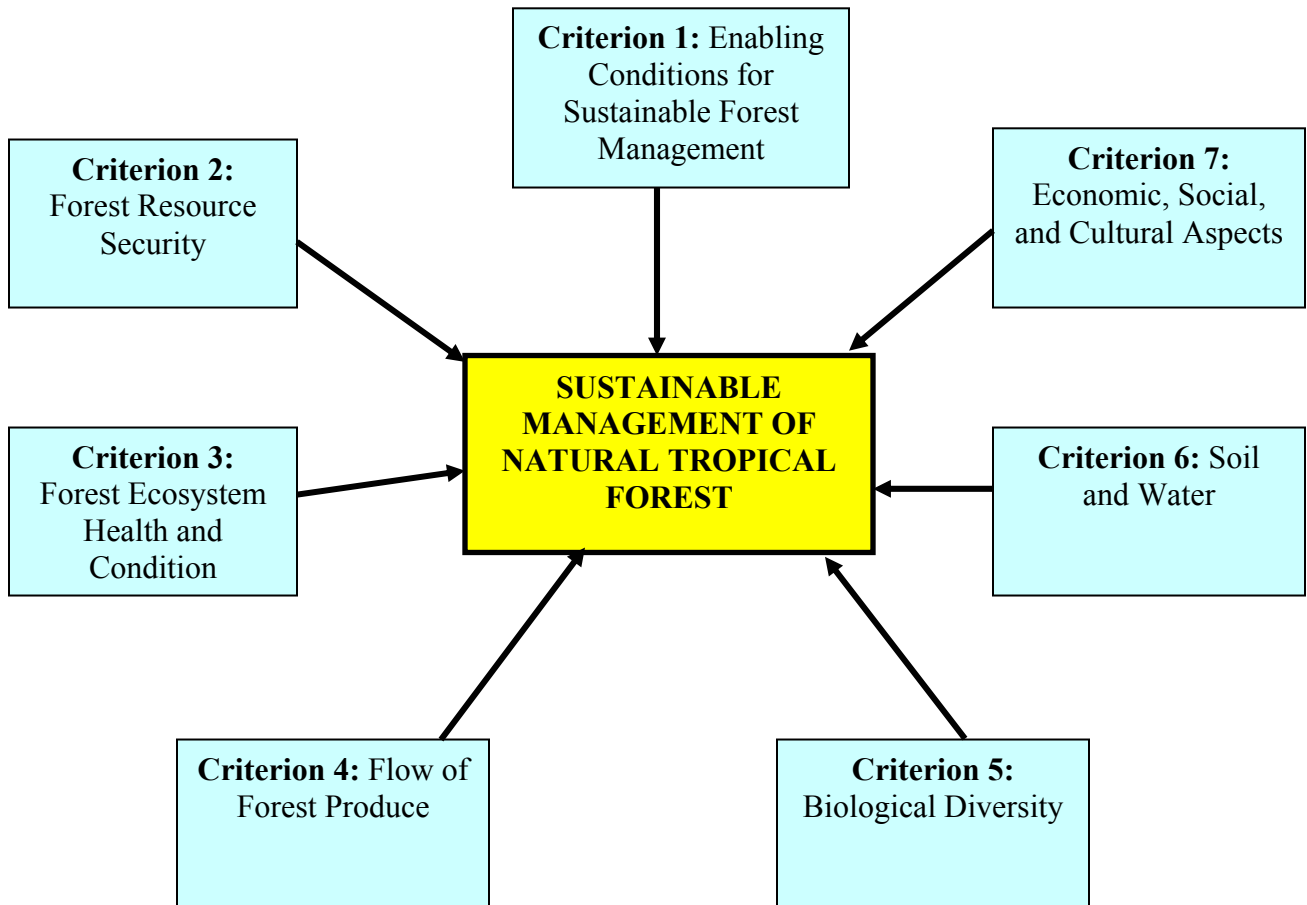 Criterion 1: Enabling
Conditions for
Sustainable Forest
Management
Criterion 2:
Forest Resource
Security
Criterion 7:
Economic, Social,
and Cultural Aspects
SUSTAINABLE
MANAGEMENT OF
NATURAL TROPICAL
FOREST
Criterion 3:
Forest Ecosystem
Health and
Condition
Criterion 6: Soil
and Water
Criterion 4: Flow of
Forest Produce
Criterion 5:
Biological Diversity